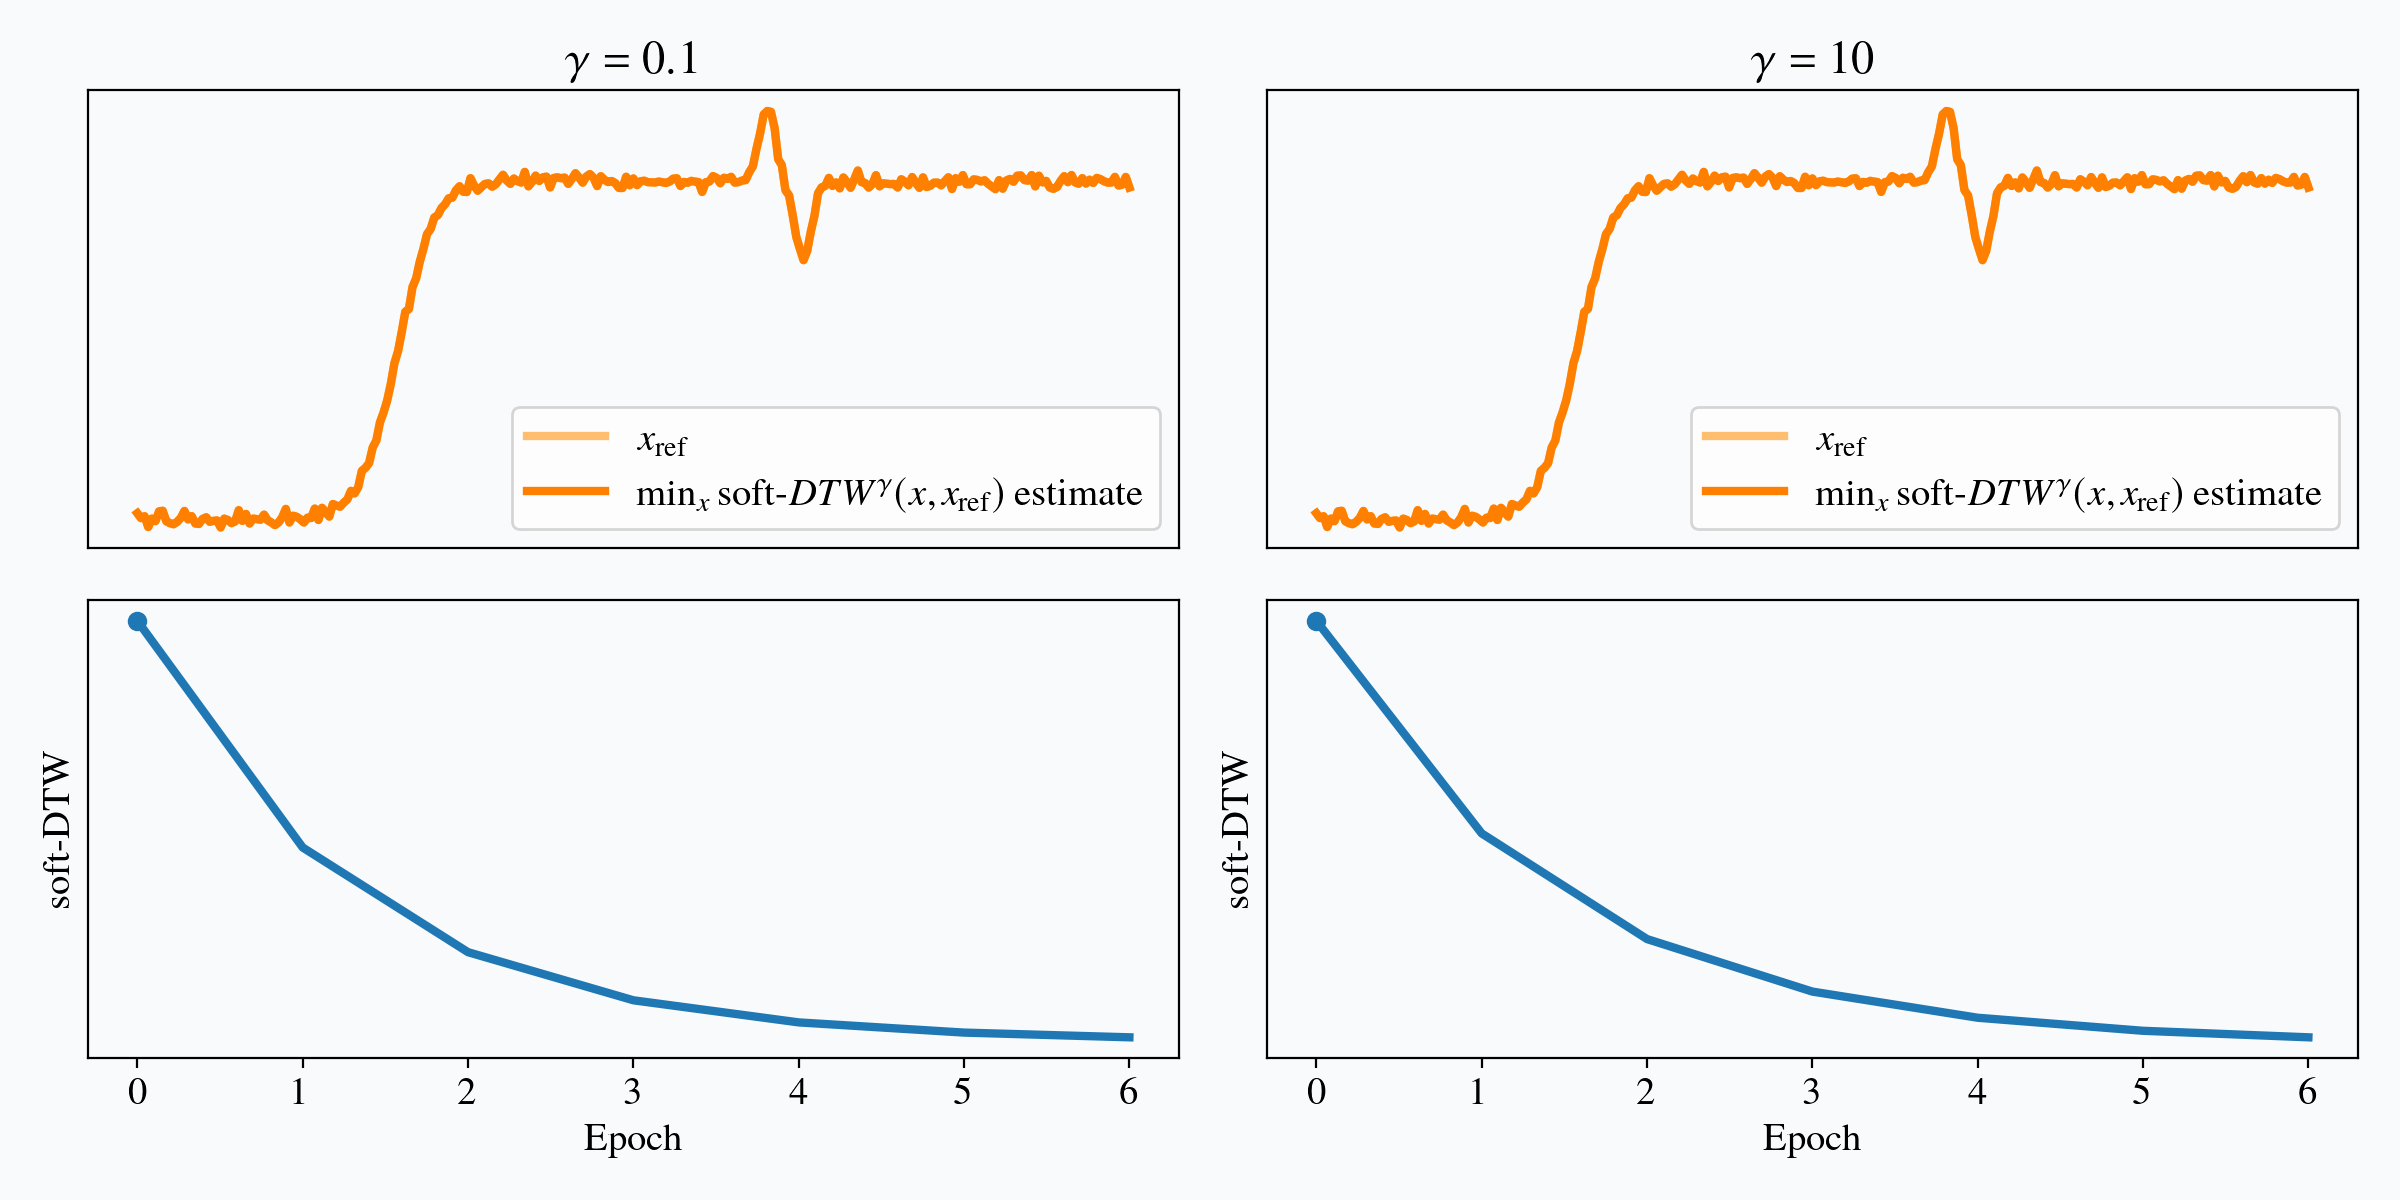 γ = 0.1
x_ref
min_x soft-DTW^γ(x, x_ref) estimate
γ = 10
x_ref
min_x soft-DTW^γ(x, x_ref) estimate
soft-DTW
0 1 2 3 4 5 6
Epoch
soft-DTW
0 1 2 3 4 5 6
Epoch